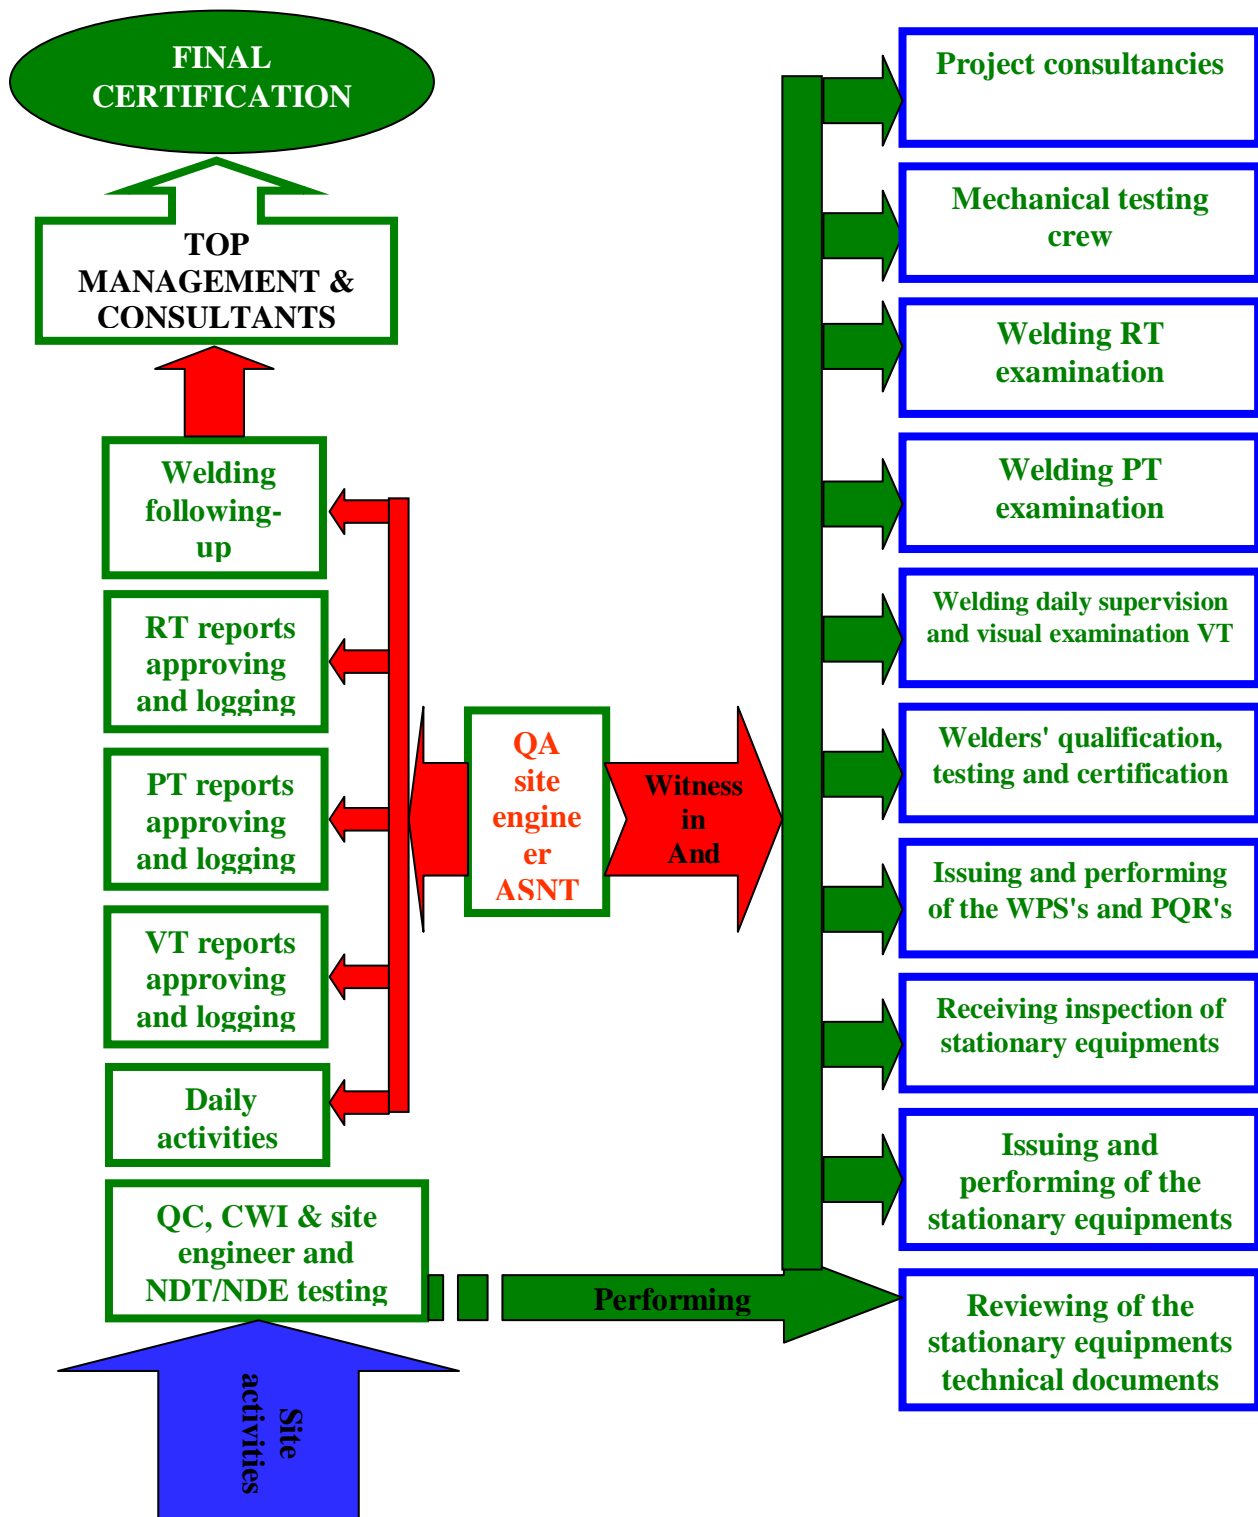 FINAL
CERTIFICATION
TOP
MANAGEMENT &
CONSULTANTS
Welding
following-
up
RT reports
approving
and logging
PT reports
approving
and logging
VT reports
approving
and logging
Daily
activities
QC, CWI & site
engineer and
NDT/NDE testing
Site
activities
QA
site
engine
er
ASNT
Witness
in
And
Performing
Project consultancies
Mechanical testing
crew
Welding RT
examination
Welding PT
examination
Welding daily supervision
and visual examination VT
Welders' qualification,
testing and certification
Issuing and performing
of the WPS's and PQR's
Receiving inspection of
stationary equipments
Issuing and
performing of the
stationary equipments
Reviewing of the
stationary equipments
technical documents